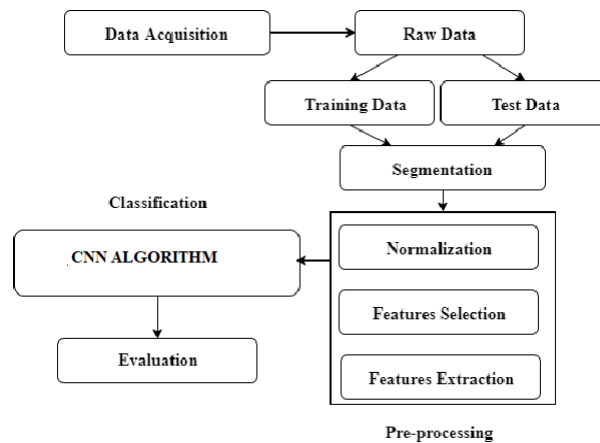 Data Acquisition
Raw Data
Training Data
Test Data
Segmentation
Classification
CNN ALGORITHM
Normalization
Features Selection
Evaluation
Features Extraction
Pre-processing